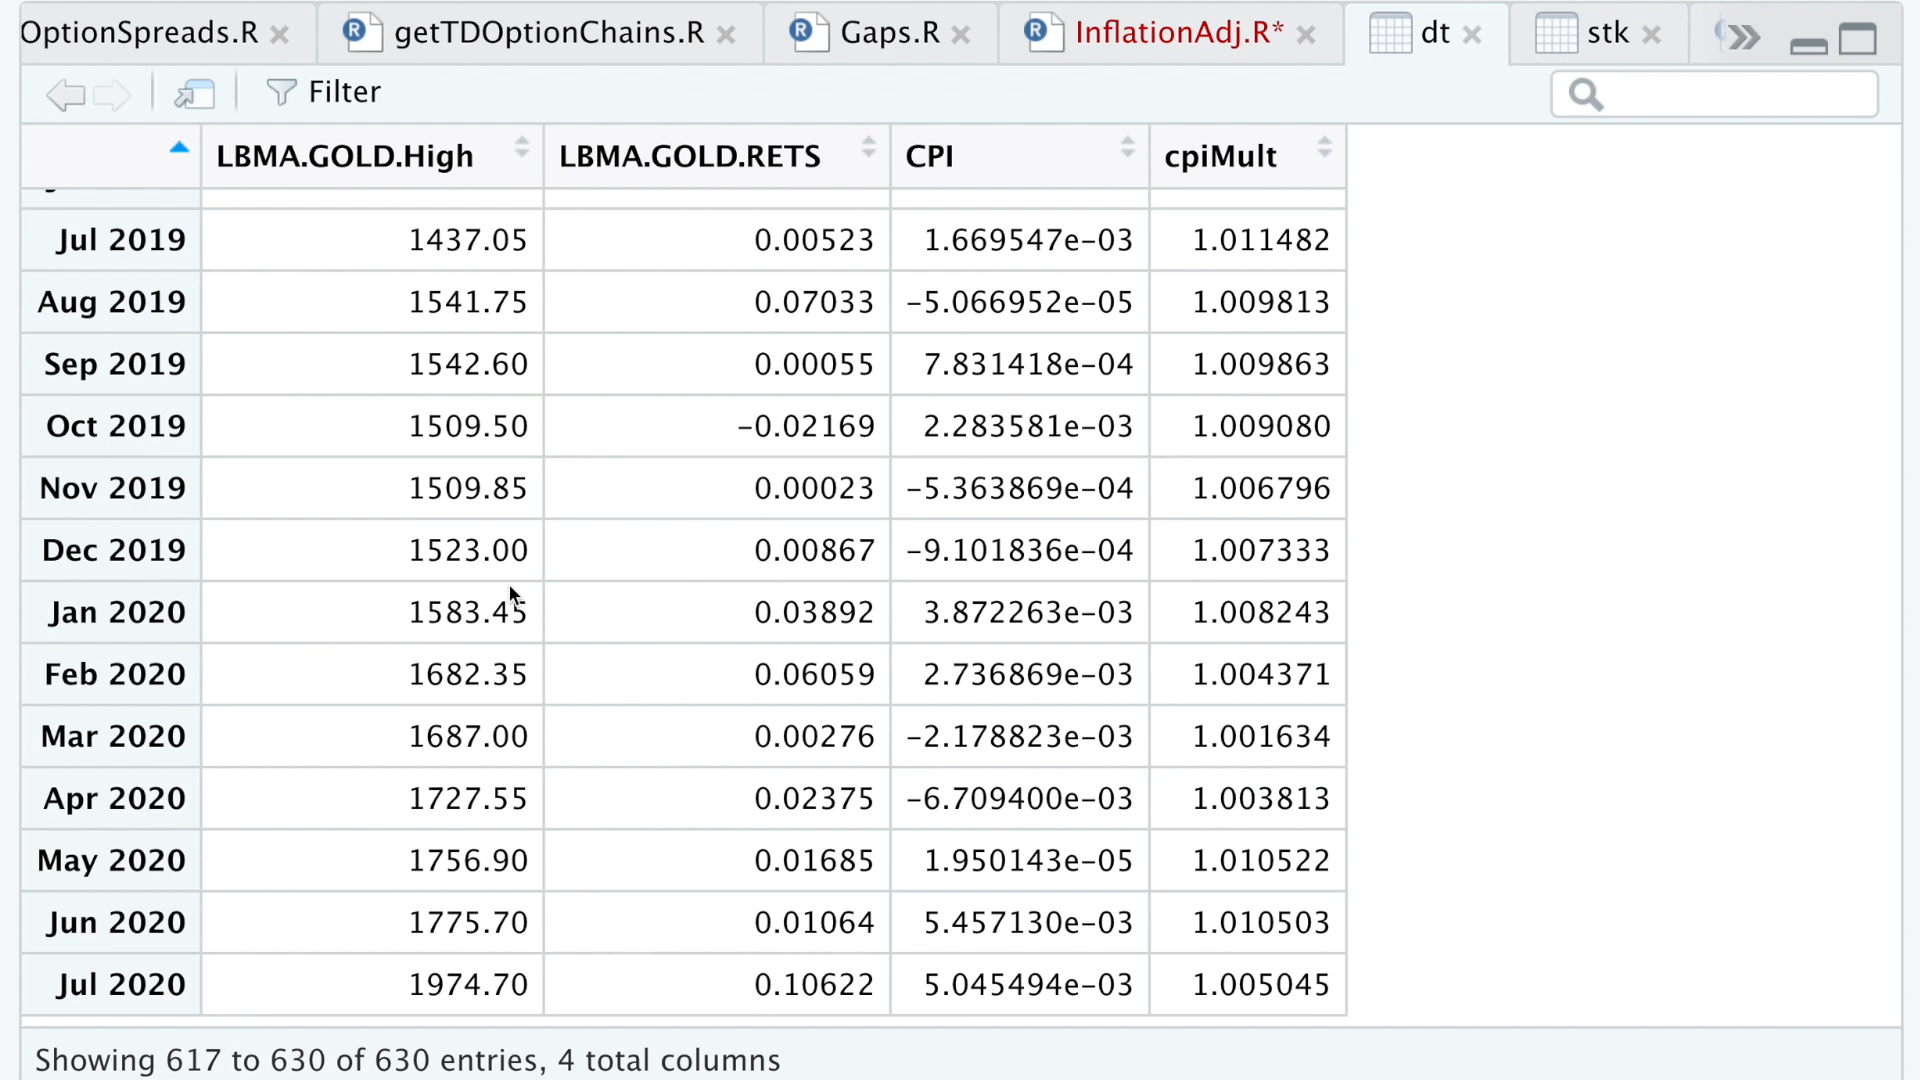 OptionSpreads.R getTDOptionChains.R Gaps.R InflationAdj.R* dt stk
Filter
LBMA.GOLD.High LBMA.GOLD.RETS CPI cpiMult
Jul 2019 1437.05 0.00523 1.669547e-03 1.011482
Aug 2019 1541.75 0.07033 -5.066952e-05 1.009813
Sep 2019 1542.60 0.00055 7.831418e-04 1.009863
Oct 2019 1509.50 -0.02169 2.283581e-03 1.009080
Nov 2019 1509.85 0.00023 -5.363869e-04 1.006796
Dec 2019 1523.00 0.00867 -9.101836e-04 1.007333
Jan 2020 1583.45 0.03892 3.872263e-03 1.008243
Feb 2020 1682.35 0.06059 2.736869e-03 1.004371
Mar 2020 1687.00 0.00276 -2.178823e-03 1.001634
Apr 2020 1727.55 0.02375 -6.709400e-03 1.003813
May 2020 1756.90 0.01685 1.950143e-05 1.010522
Jun 2020 1775.70 0.01064 5.457130e-03 1.010503
Jul 2020 1974.70 0.10622 5.045494e-03 1.005045
Showing 617 to 630 of 630 entries, 4 total columns